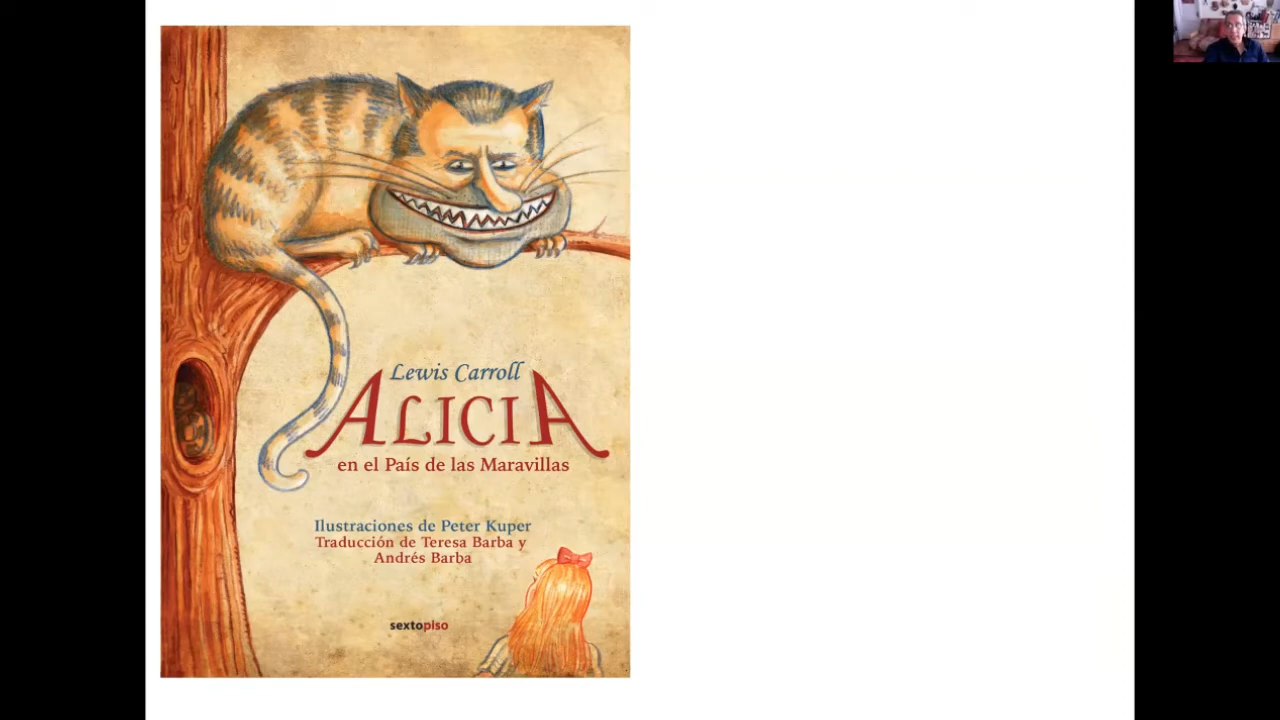 Lewis Carroll
ALICIA
en el País de las Maravillas
Ilustraciones de Peter Kuper
Traducción de Teresa Barba y
Andrés Barba
sextopiso